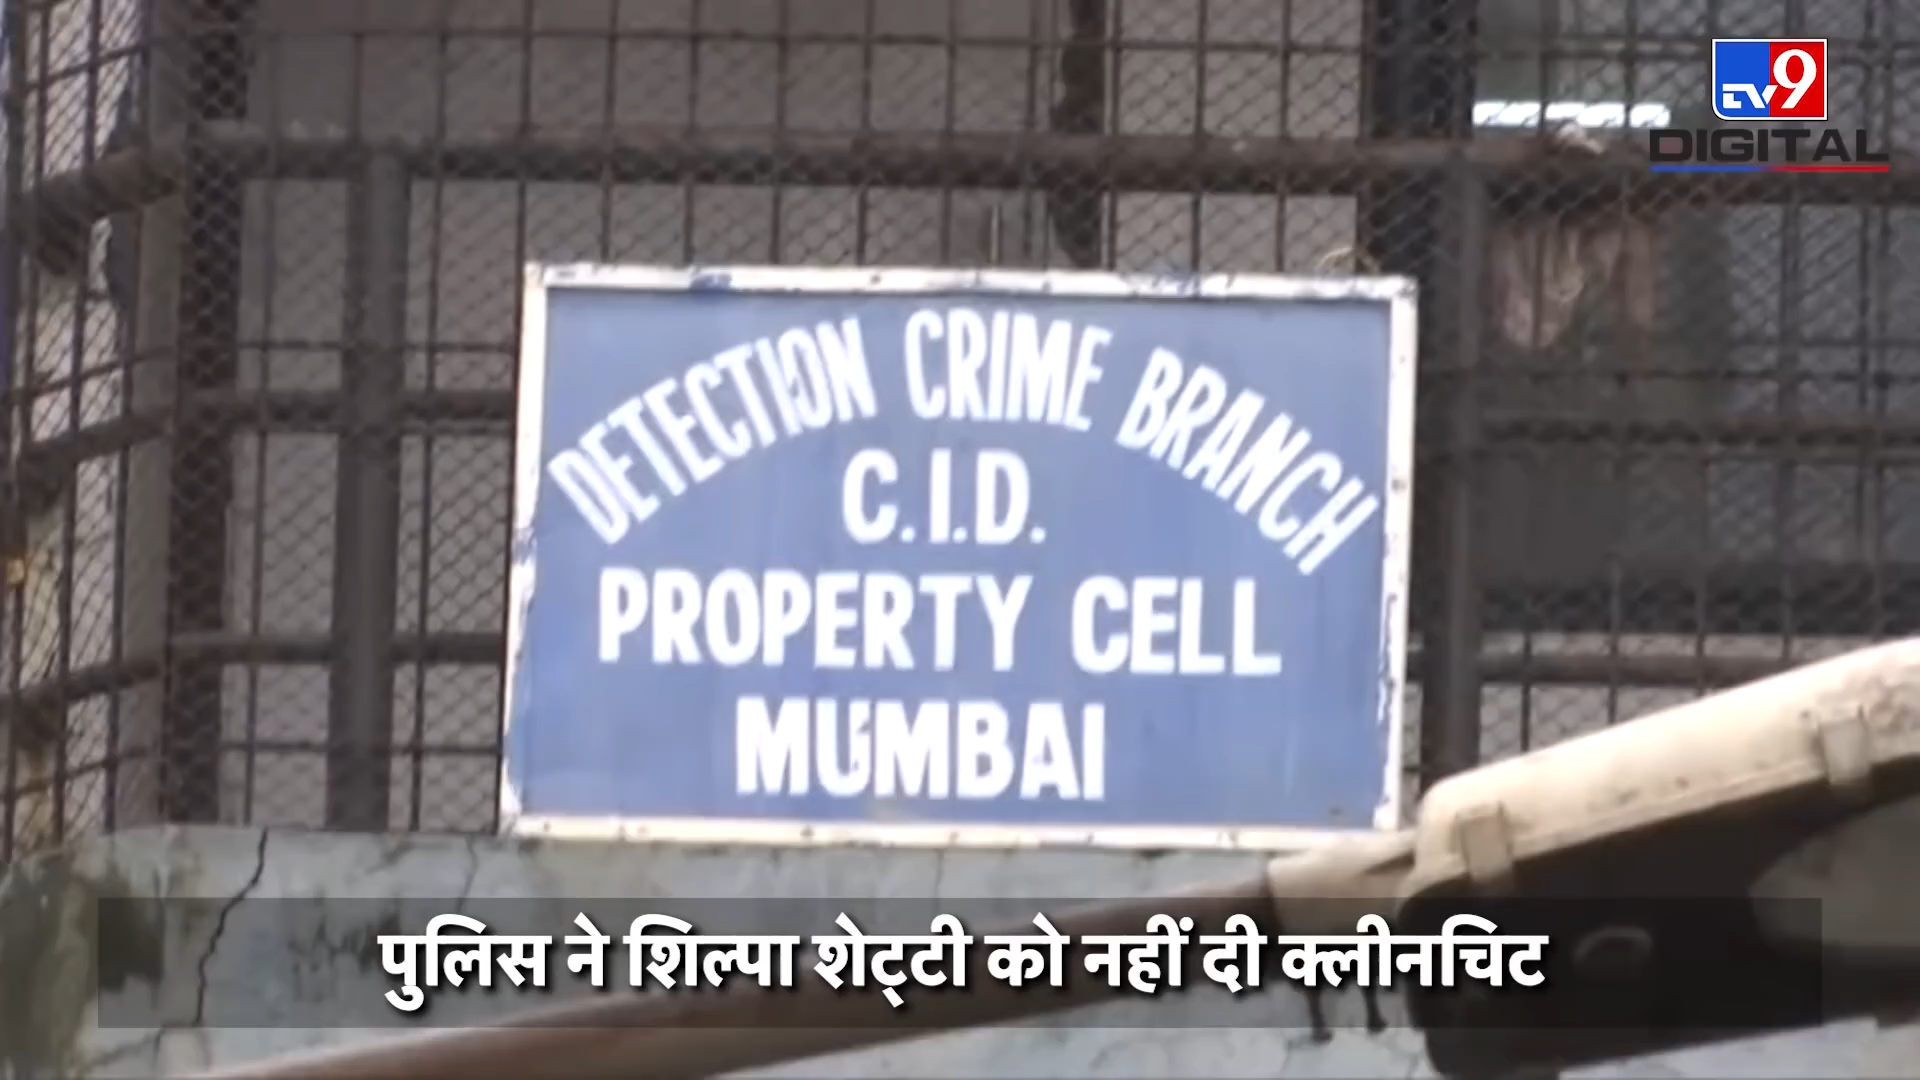 TV9
DIGITAL
DETECTION CRIME BRANCH
C.I.D.
PROPERTY CELL
MUMBAI
पुलिस ने शिल्पा शेट्टी को नहीं दी क्लीनचिट